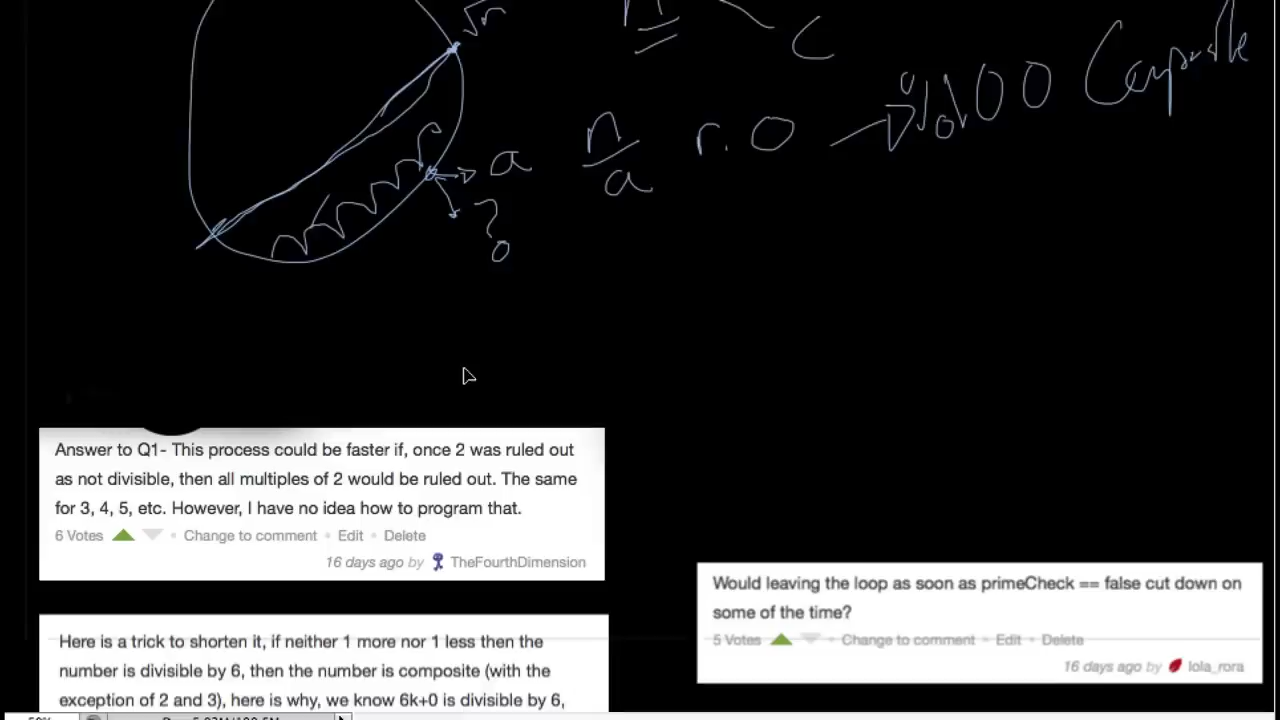 √n
n
C
n/a r.0 → %100 Composite
a
?
Answer to Q1- This process could be faster if, once 2 was ruled out
as not divisible, then all multiples of 2 would be ruled out. The same
for 3, 4, 5, etc. However, I have no idea how to program that.
6 Votes • Change to comment • Edit • Delete
16 days ago by TheFourthDimension
Would leaving the loop as soon as primeCheck == false cut down on
some of the time?
5 Votes • Change to comment • Edit • Delete
16 days ago by lola_rora
Here is a trick to shorten it, if neither 1 more nor 1 less then the
number is divisible by 6, then the number is composite (with the
exception of 2 and 3), here is why, we know 6k+0 is divisible by 6,